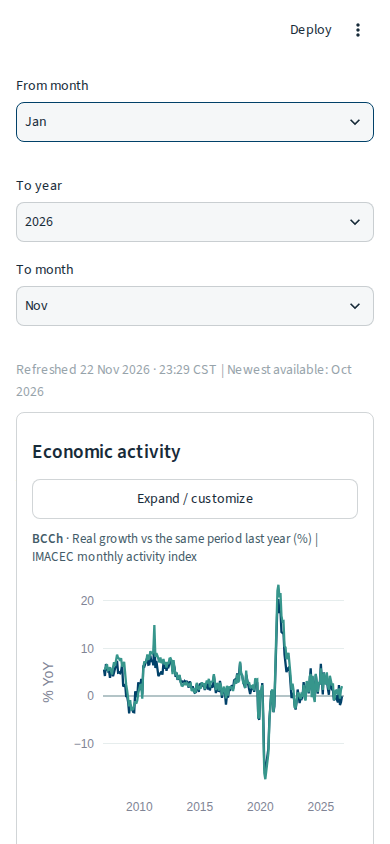 Deploy
From month
Jan
To year
2026
To month
Nov
Refreshed 22 Nov 2026 · 23:29 CST | Newest available: Oct
2026
Economic activity
Expand / customize
BCCh · Real growth vs the same period last year (%) |
IMACEC monthly activity index
% YoY
20
10
0
−10
2010 2015 2020 2025